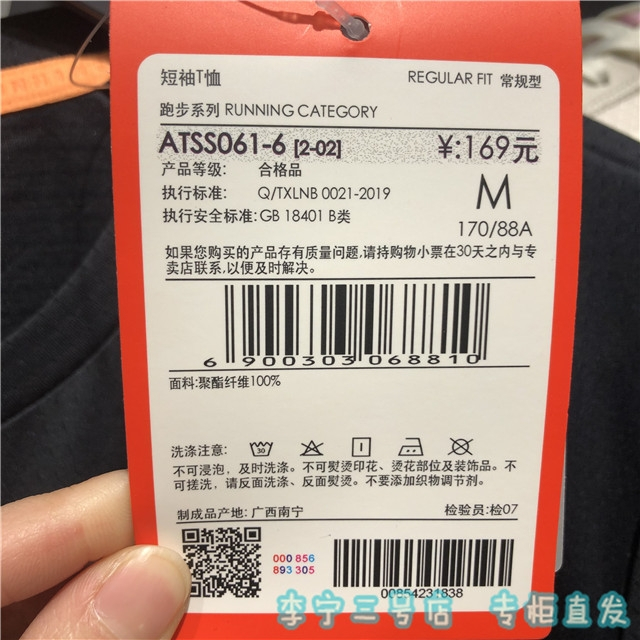 短袖T恤
REGULAR FIT 常规型
跑步系列 RUNNING CATEGORY
ATSS061-6 [2-02]
¥:169元
产品等级: 合格品
执行标准: Q/TXLNB 0021-2019
M
执行安全标准:GB 18401 B类
170/88A
如果您购买的产品存有质量问题,请持购物小票在30天之内与专
卖店联系,以便及时解决。
6 900303 068810
面料:聚酯纤维100%
洗涤注意: 30
不可浸泡,及时洗涤。不可熨烫印花、烫花部位及装饰品。不
可搓洗,请反面洗涤、反面熨烫。不要添加织物调节剂。
制成品产地:广西南宁
检验员:检07
000 856
893 305
00854231838
李宁三号店 专柜直发